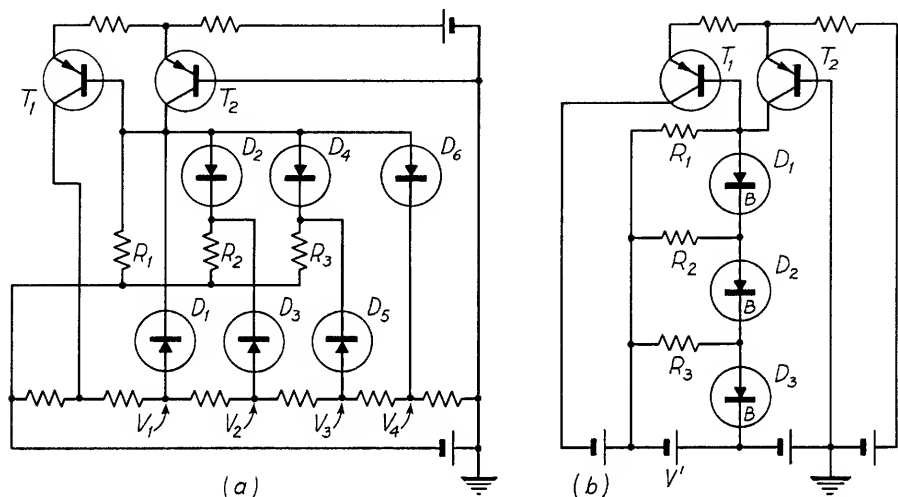 T1 T2
D2 D4 D6
R1 R2 R3
D1 D3 D5
V1 V2 V3 V4
(a)
T1 T2
R1 D1
B
R2 D2
B
R3 D3
B
V'
(b)